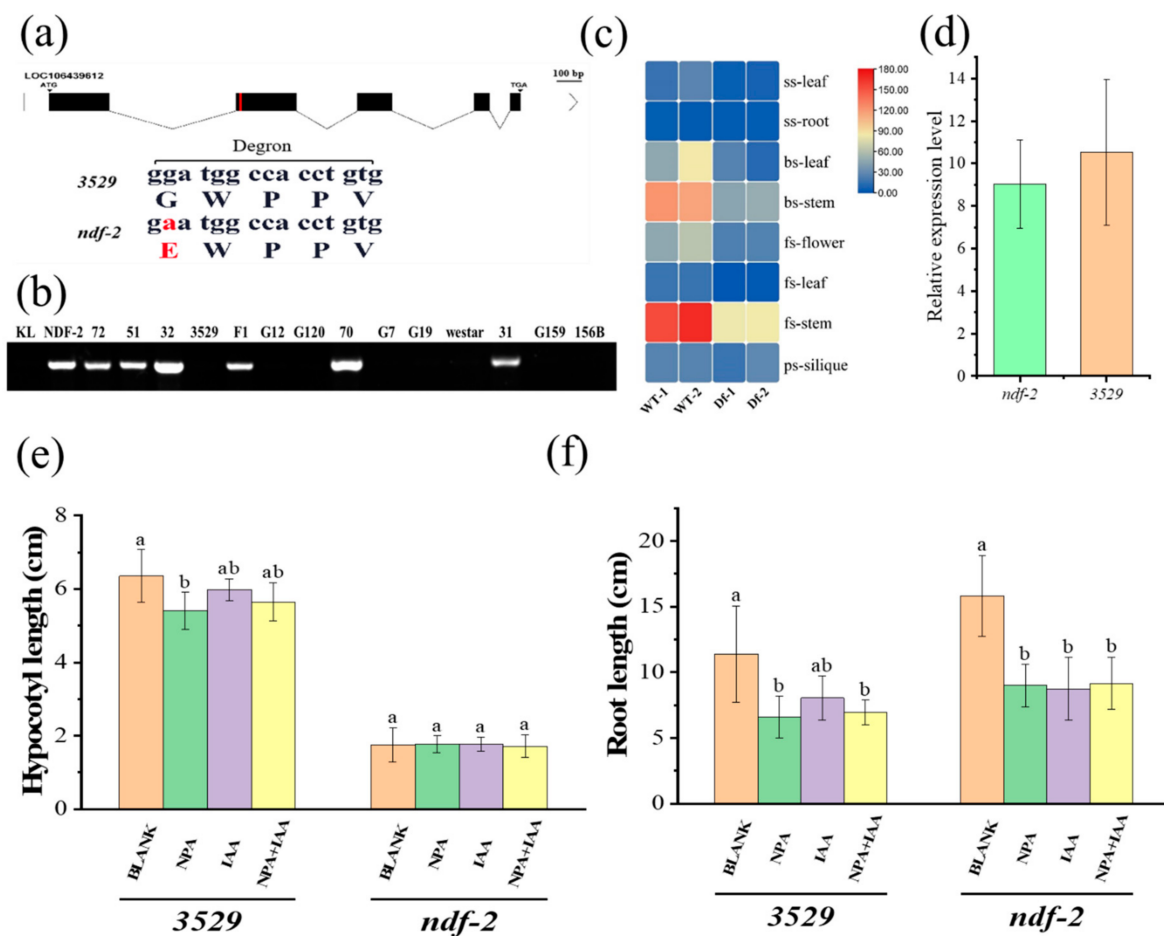 (a)
LOC106439612
ATG
TGA
100 bp
Degron
3529
gga tgg cca cct gtg
G W P P V
ndf-2
gaa tgg cca cct gtg
E W P P V
(b)
KL NDF-2 72 51 32 3529 F1 G12 G120 70 G7 G19 westar 31 G159 156B
(c)
ss-leaf
ss-root
bs-leaf
bs-stem
fs-flower
fs-leaf
fs-stem
ps-silique
WT-1 WT-2 Df-1 Df-2
180.00
150.00
120.00
90.00
60.00
30.00
0.00
(d)
Relative expression level
14
12
10
8
6
4
2
0
ndf-2 3529
(e)
Hypocotyl length (cm)
8
6
4
2
0
a b ab ab a a a a
BLANK NPA IAA NPA+IAA BLANK NPA IAA NPA+IAA
3529 ndf-2
(f)
Root length (cm)
20
15
10
5
0
a b ab b a b b b
BLANK NPA IAA NPA+IAA BLANK NPA IAA NPA+IAA
3529 ndf-2